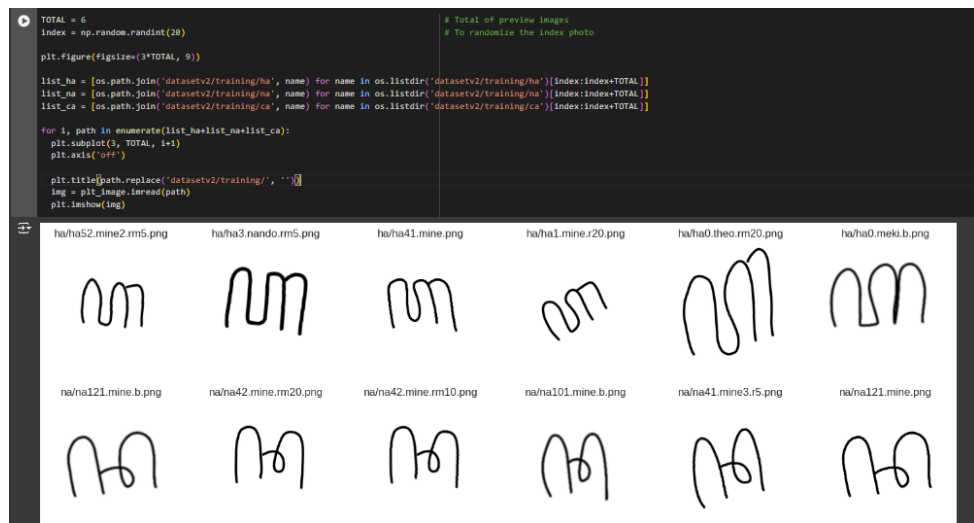 TOTAL = 6 # Total of preview images
index = np.random.randint(20) # To randomize the index photo
plt.figure(figsize=(3*TOTAL, 9))
list_ha = [os.path.join('datasetv2/training/ha', name) for name in os.listdir('datasetv2/training/ha')[index:index+TOTAL]]
list_na = [os.path.join('datasetv2/training/na', name) for name in os.listdir('datasetv2/training/na')[index:index+TOTAL]]
list_ca = [os.path.join('datasetv2/training/ca', name) for name in os.listdir('datasetv2/training/ca')[index:index+TOTAL]]
for i, path in enumerate(list_ha+list_na+list_ca):
plt.subplot(3, TOTAL, i+1)
plt.axis('off')
plt.title(path.replace('datasetv2/training/', ''))
img = plt_image.imread(path)
plt.imshow(img)
ha/ha52.mine2.rm5.png ha/ha3.nando.rm5.png ha/ha41.mine.png ha/ha1.mine.r20.png ha/ha0.theo.rm20.png ha/ha0.meki.b.png
ꦲ ꦲ ꦲ ꦲ ꦲ ꦲ
na/na121.mine.b.png na/na42.mine.rm20.png na/na42.mine.rm10.png na/na101.mine.b.png na/na41.mine3.r5.png na/na121.mine.png
ꦤ ꦤ ꦤ ꦤ ꦤ ꦤ